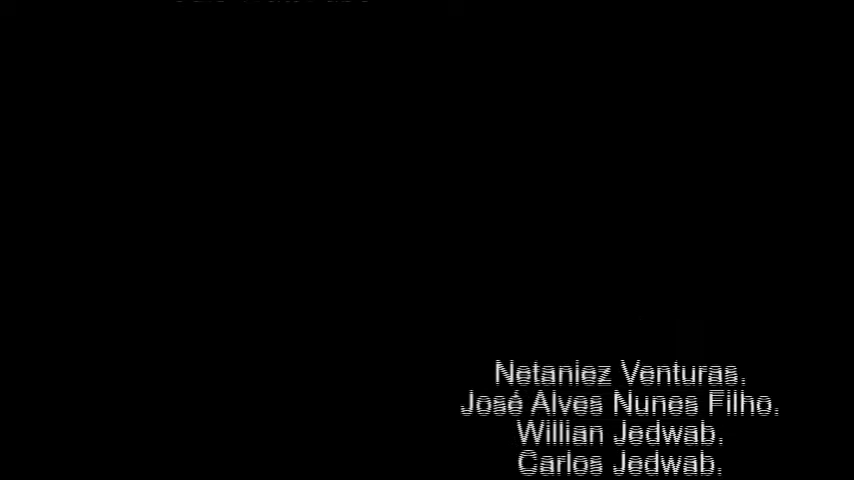 Netaniez Venturas.
José Alves Nunes Filho.
Willian Jedwab.
Carlos Jedwab.